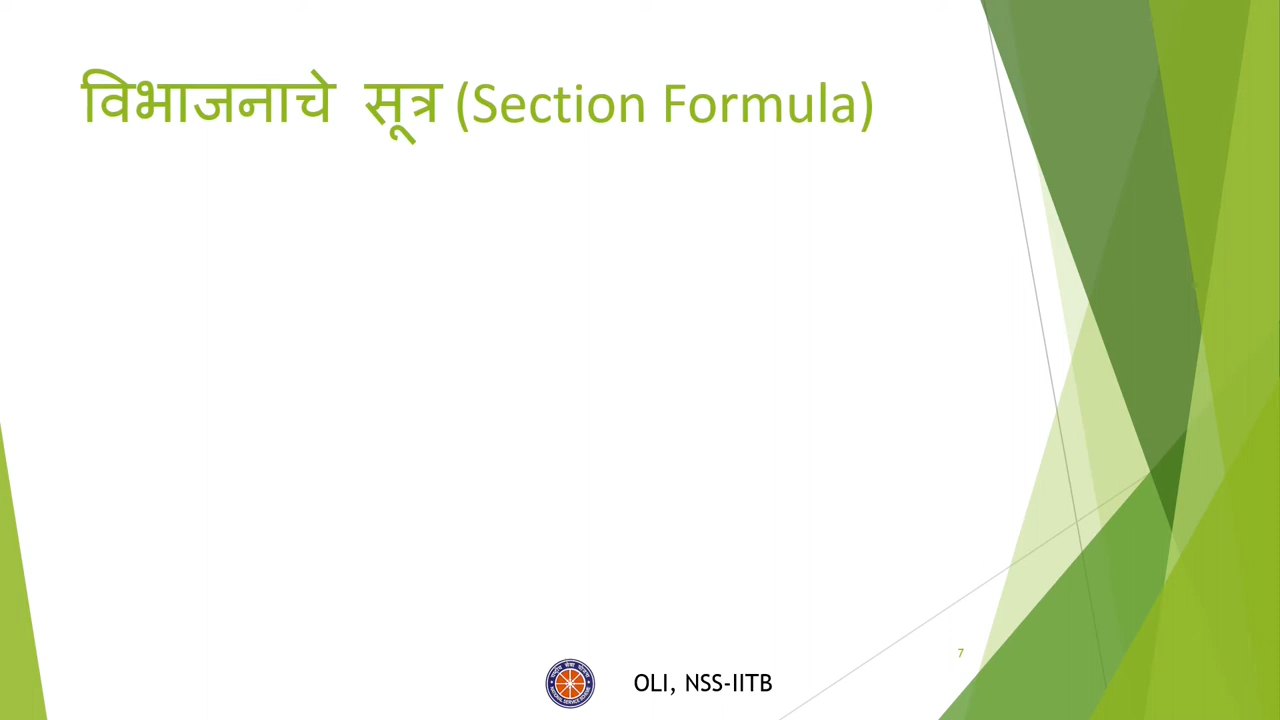 विभाजनाचे सूत्र (Section Formula)
7
OLI, NSS-IITB